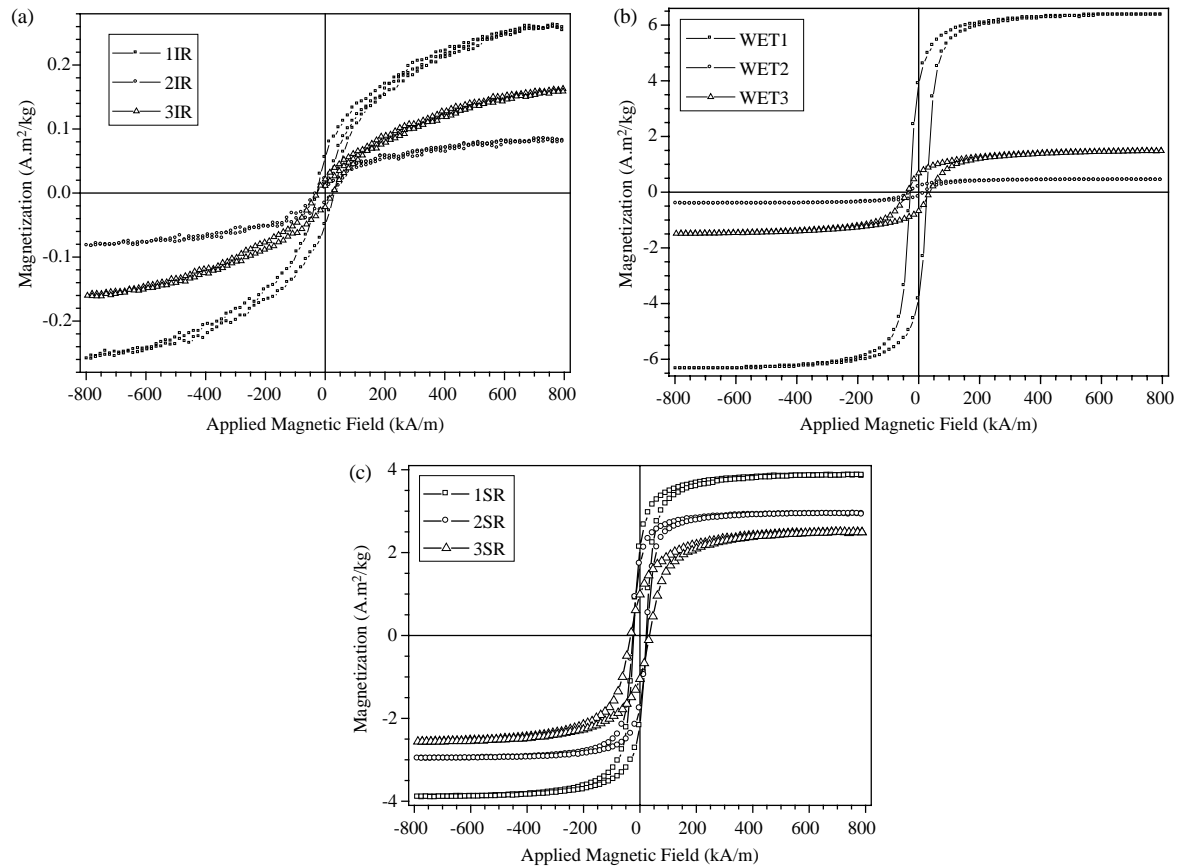 (a)
Magnetization (A.m²/kg)
0.2
0.1
0.0
-0.1
-0.2
1IR
2IR
3IR
-800 -600 -400 -200 0 200 400 600 800
Applied Magnetic Field (kA/m)
(b)
Magnetization (A.m²/kg)
6
4
2
0
-2
-4
-6
WET1
WET2
WET3
-800 -600 -400 -200 0 200 400 600 800
Applied Magnetic Field (kA/m)
(c)
Magnetization (A.m²/kg)
4
2
0
-2
-4
1SR
2SR
3SR
-800 -600 -400 -200 0 200 400 600 800
Applied Magnetic Field (kA/m)